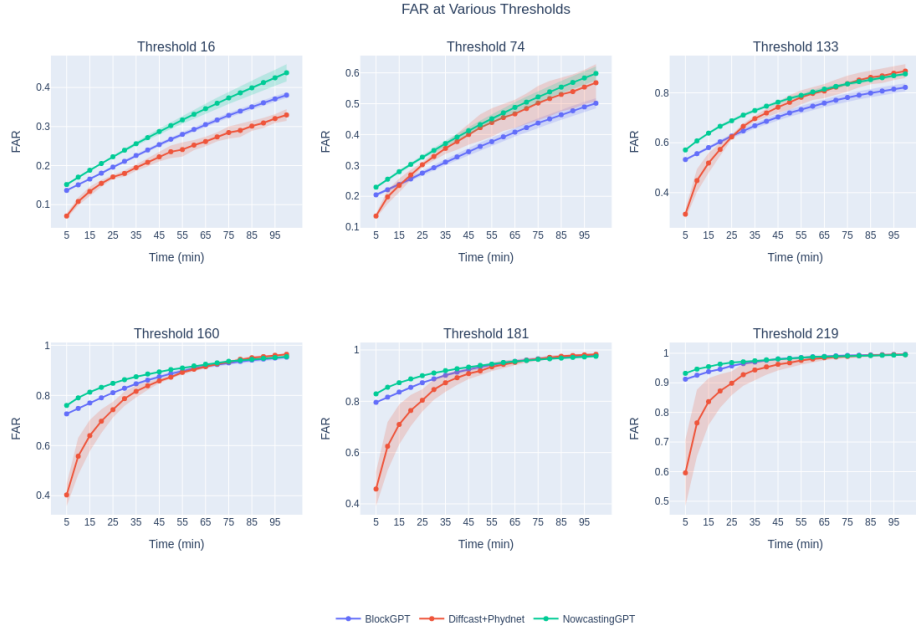 FAR at Various Thresholds
Threshold 16
Threshold 74
Threshold 133
FAR
0.4
0.3
0.2
0.1
5 15 25 35 45 55 65 75 85 95
Time (min)
FAR
0.6
0.5
0.4
0.3
0.2
0.1
5 15 25 35 45 55 65 75 85 95
Time (min)
FAR
0.8
0.6
0.4
5 15 25 35 45 55 65 75 85 95
Time (min)
Threshold 160
Threshold 181
Threshold 219
FAR
1
0.8
0.6
0.4
5 15 25 35 45 55 65 75 85 95
Time (min)
FAR
1
0.8
0.6
0.4
5 15 25 35 45 55 65 75 85 95
Time (min)
FAR
1
0.9
0.8
0.7
0.6
0.5
5 15 25 35 45 55 65 75 85 95
Time (min)
BlockGPT Diffcast+Phydnet NowcastingGPT